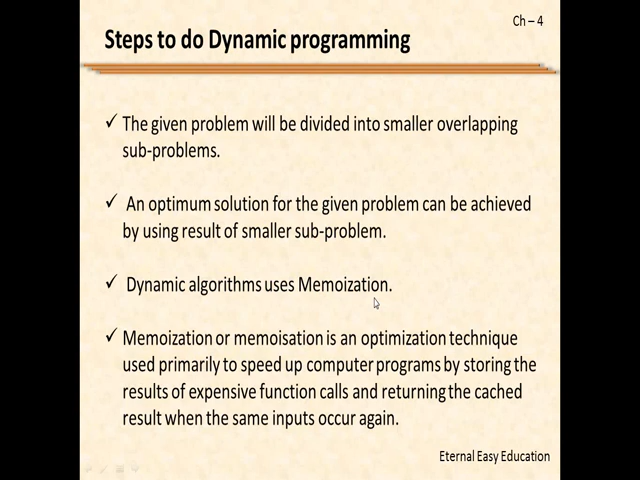 Ch – 4
Steps to do Dynamic programming
✓ The given problem will be divided into smaller overlapping
sub-problems.
✓ An optimum solution for the given problem can be achieved
by using result of smaller sub-problem.
✓ Dynamic algorithms uses Memoization.
✓ Memoization or memoisation is an optimization technique
used primarily to speed up computer programs by storing the
results of expensive function calls and returning the cached
result when the same inputs occur again.
Eternal Easy Education